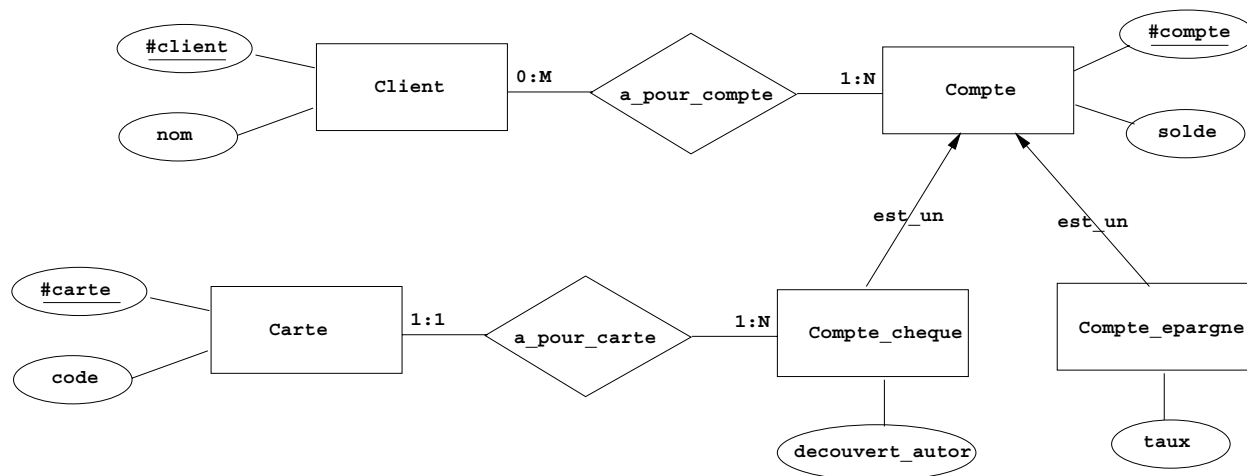 #client
#compte
Client
0:M
a_pour_compte
1:N
Compte
nom
solde
est_un
est_un
#carte
Carte
1:1
a_pour_carte
1:N
Compte_cheque
Compte_epargne
code
decouvert_autor
taux